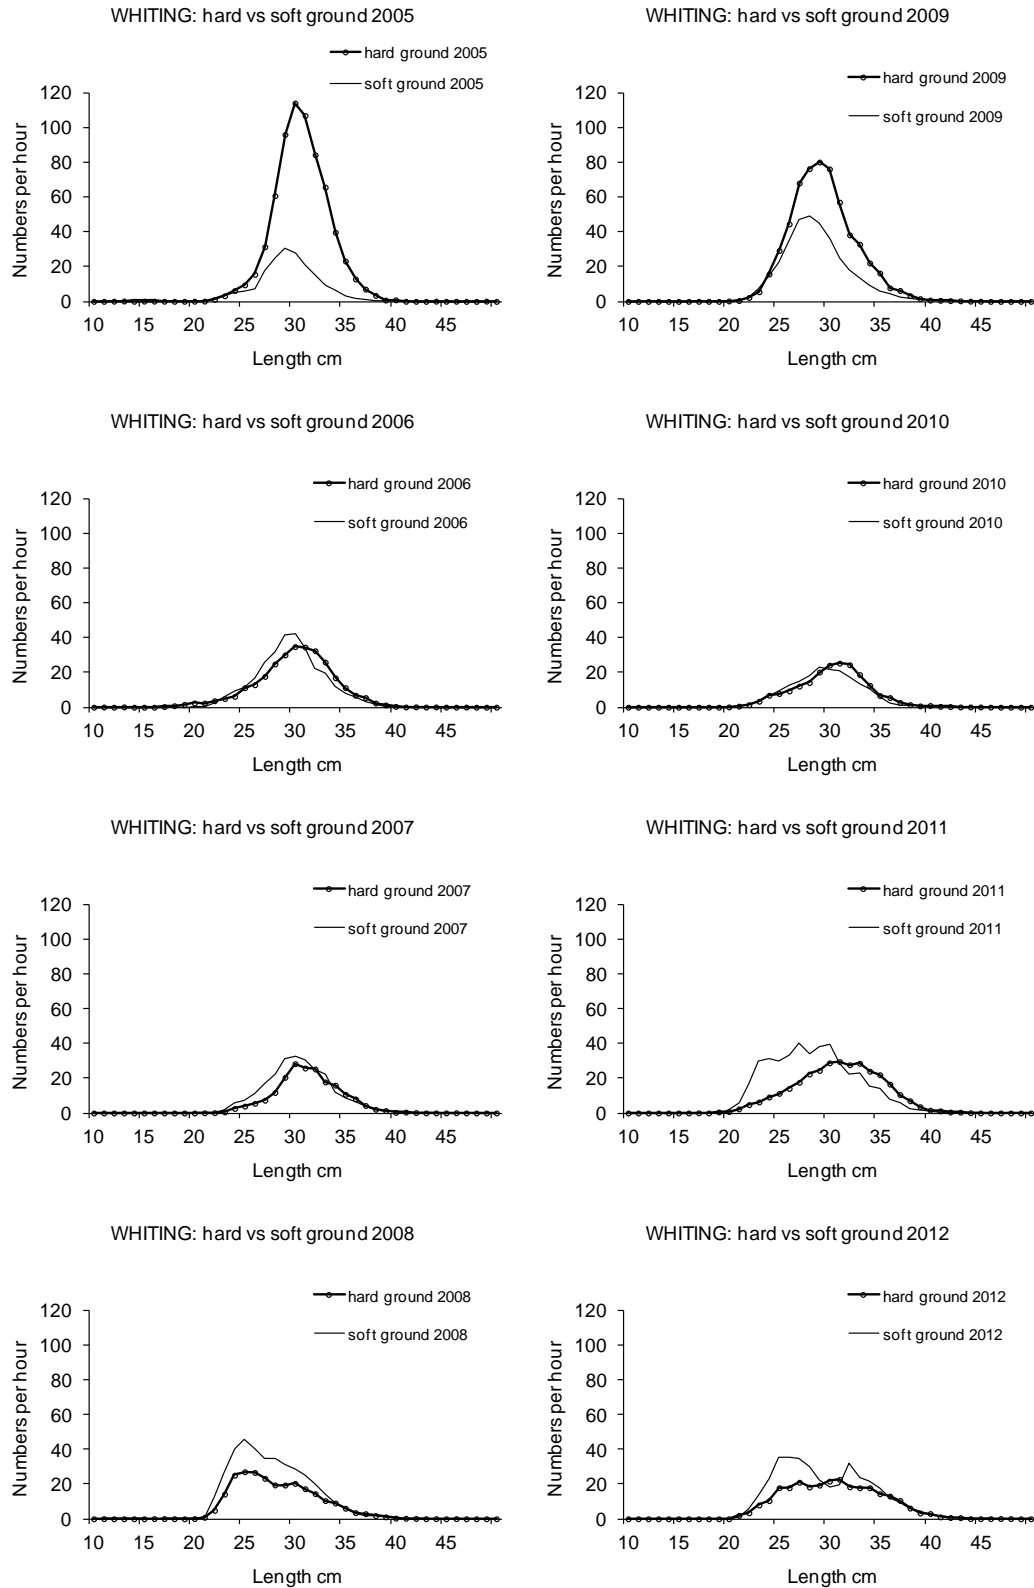 WHITING: hard vs soft ground 2005
hard ground 2005
soft ground 2005
Numbers per hour
120
100
80
60
40
20
0
10 15 20 25 30 35 40 45
Length cm
WHITING: hard vs soft ground 2009
hard ground 2009
soft ground 2009
Numbers per hour
120
100
80
60
40
20
0
10 15 20 25 30 35 40 45
Length cm
WHITING: hard vs soft ground 2006
hard ground 2006
soft ground 2006
Numbers per hour
120
100
80
60
40
20
0
10 15 20 25 30 35 40 45
Length cm
WHITING: hard vs soft ground 2010
hard ground 2010
soft ground 2010
Numbers per hour
120
100
80
60
40
20
0
10 15 20 25 30 35 40 45
Length cm
WHITING: hard vs soft ground 2007
hard ground 2007
soft ground 2007
Numbers per hour
120
100
80
60
40
20
0
10 15 20 25 30 35 40 45
Length cm
WHITING: hard vs soft ground 2011
hard ground 2011
soft ground 2011
Numbers per hour
120
100
80
60
40
20
0
10 15 20 25 30 35 40 45
Length cm
WHITING: hard vs soft ground 2008
hard ground 2008
soft ground 2008
Numbers per hour
120
100
80
60
40
20
0
10 15 20 25 30 35 40 45
Length cm
WHITING: hard vs soft ground 2012
hard ground 2012
soft ground 2012
Numbers per hour
120
100
80
60
40
20
0
10 15 20 25 30 35 40 45
Length cm